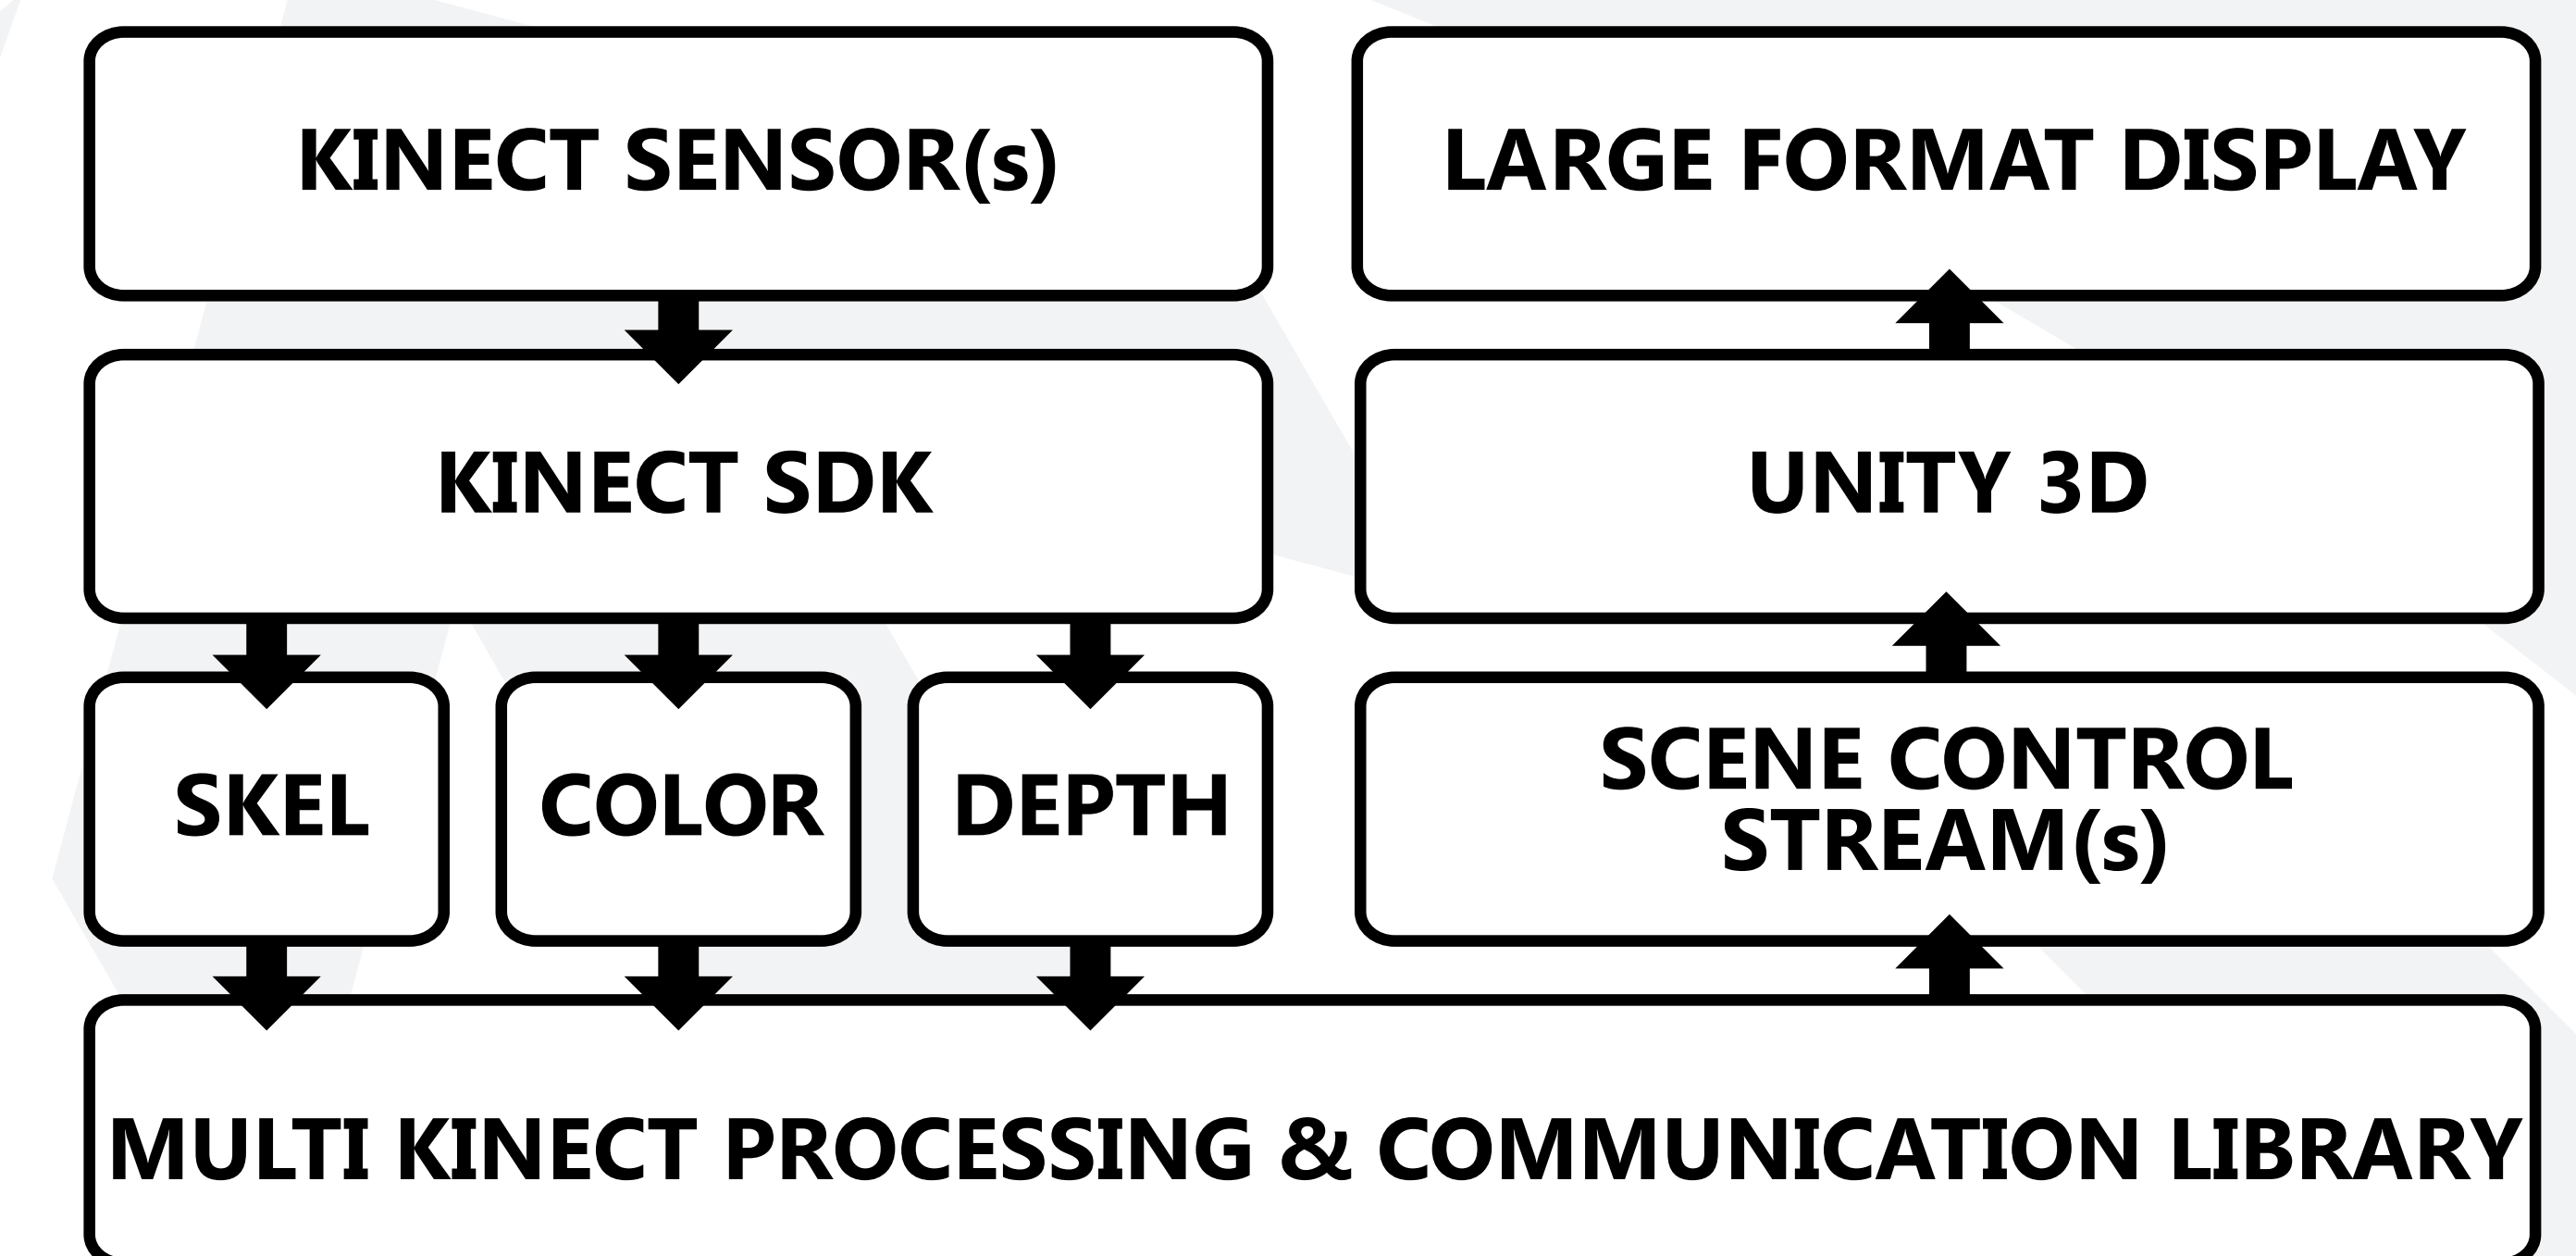 KINECT SENSOR(s)
LARGE FORMAT DISPLAY
KINECT SDK
UNITY 3D
SKEL
COLOR
DEPTH
SCENE CONTROL
STREAM(s)
MULTI KINECT PROCESSING & COMMUNICATION LIBRARY